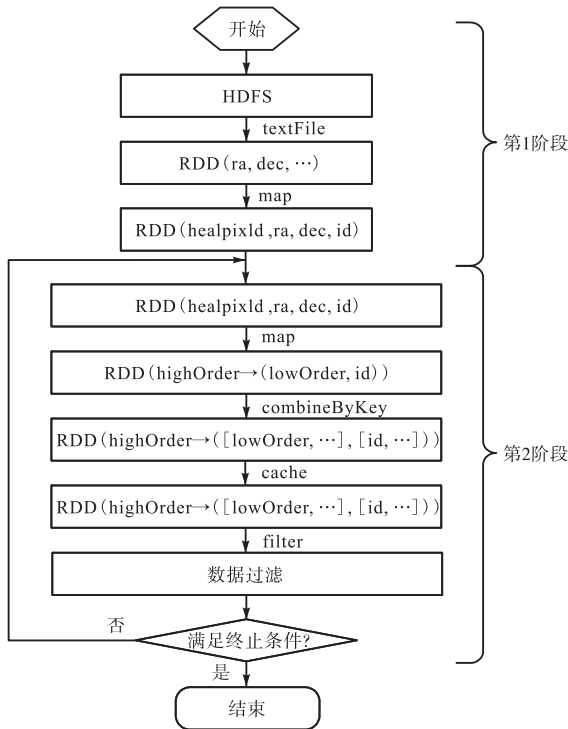 开始
HDFS
textFile
RDD(ra, dec, …)
map
第1阶段
RDD(healpixld ,ra, dec, id)
RDD(healpixld ,ra, dec, id)
map
RDD(highOrder→(lowOrder, id))
combineByKey
RDD(highOrder→([lowOrder, …], [id, …]))
第2阶段
cache
RDD(highOrder→([lowOrder, …], [id, …]))
filter
数据过滤
否
满足终止条件?
是
结束